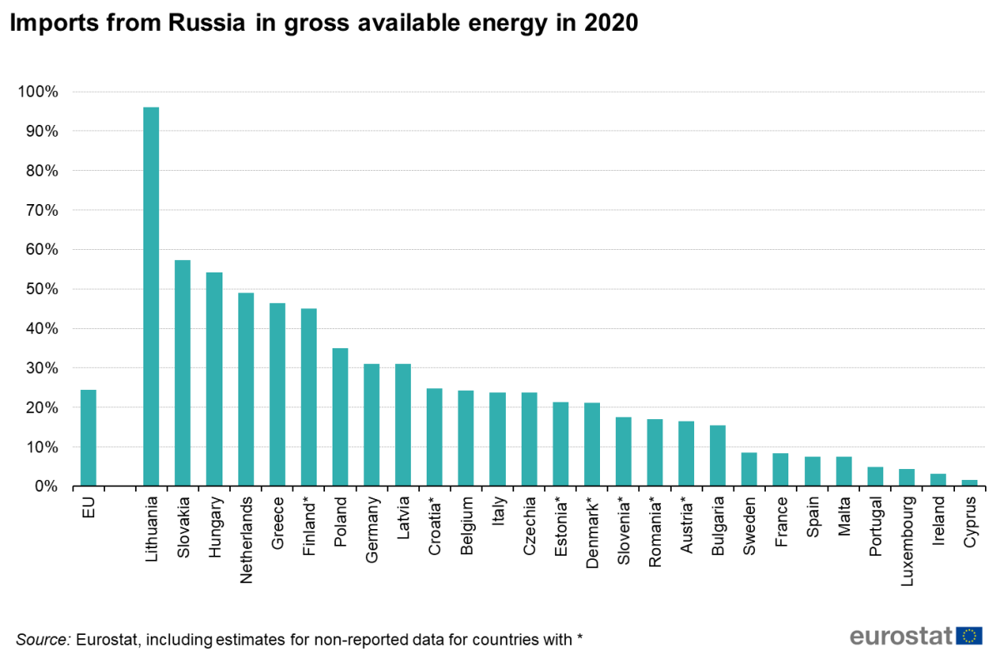 Imports from Russia in gross available energy in 2020
100%
90%
80%
70%
60%
50%
40%
30%
20%
10%
0%
EU
Lithuania
Slovakia
Hungary
Netherlands
Greece
Finland*
Poland
Germany
Latvia
Croatia*
Belgium
Italy
Czechia
Estonia*
Denmark*
Slovenia*
Romania*
Austria*
Bulgaria
Sweden
France
Spain
Malta
Portugal
Luxembourg
Ireland
Cyprus
Source: Eurostat, including estimates for non-reported data for countries with *
eurostat